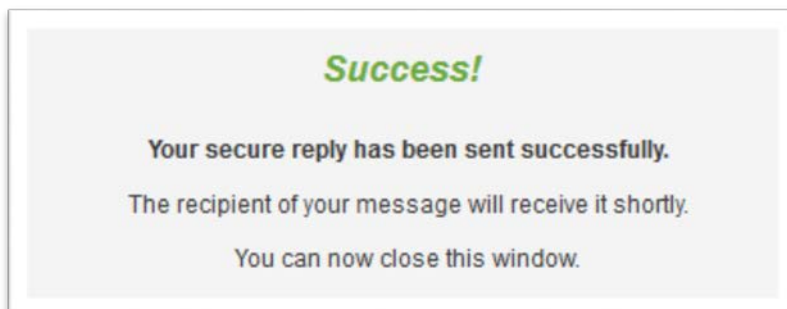 Success!
Your secure reply has been sent successfully.
The recipient of your message will receive it shortly.
You can now close this window.